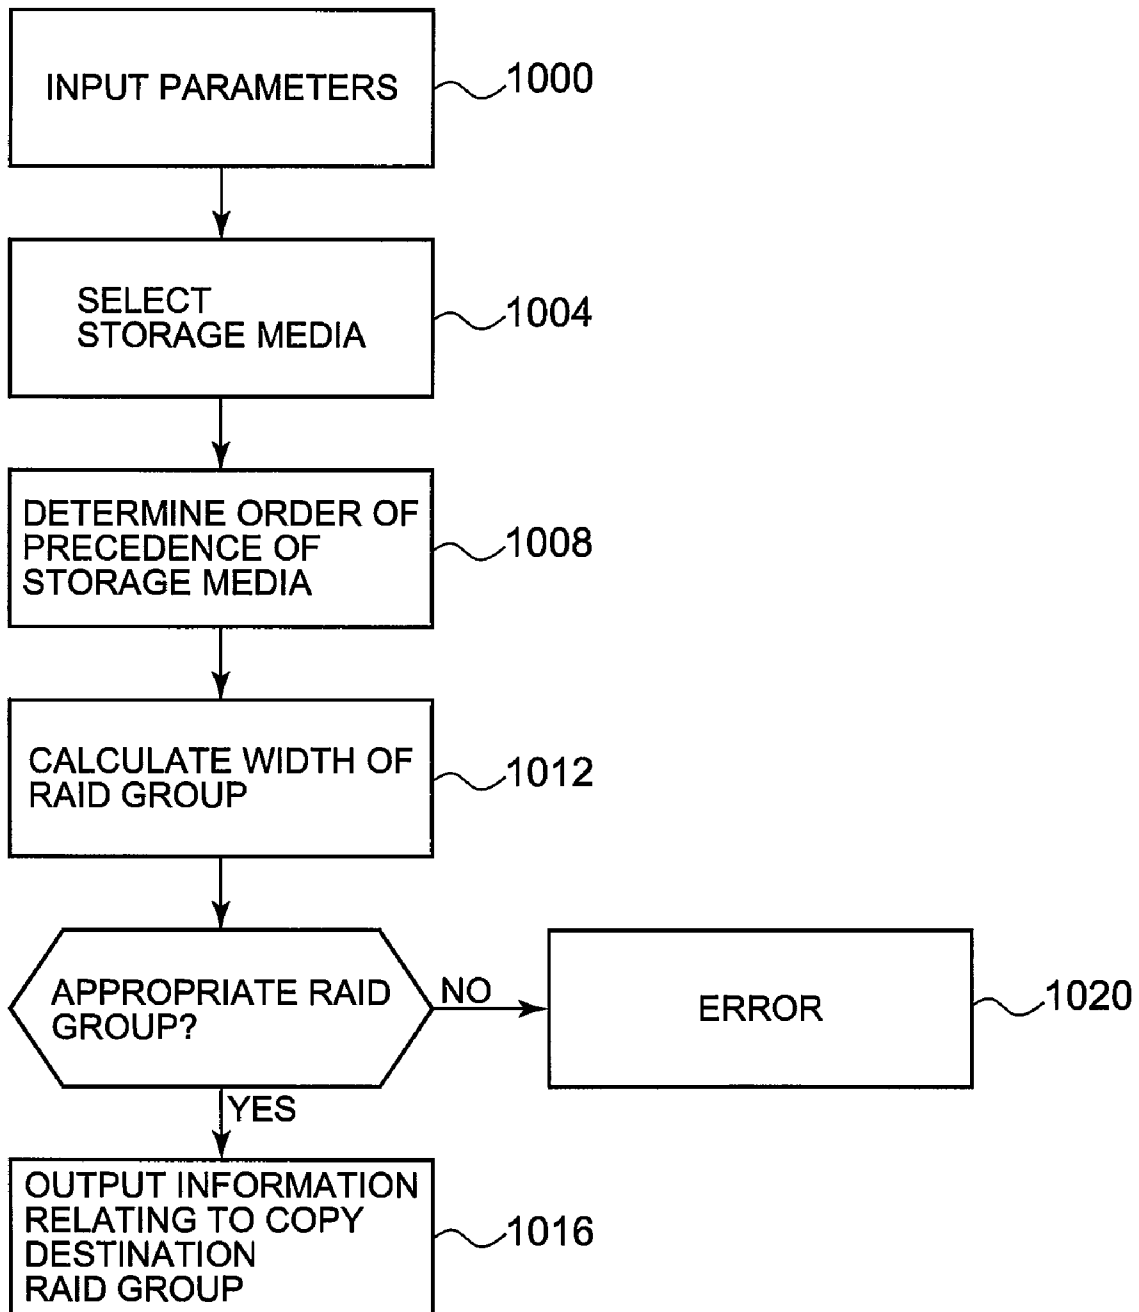 INPUT PARAMETERS
1000
SELECT
STORAGE MEDIA
1004
DETERMINE ORDER OF
PRECEDENCE OF
STORAGE MEDIA
1008
CALCULATE WIDTH OF
RAID GROUP
1012
APPROPRIATE RAID
GROUP?
NO
ERROR
1020
YES
OUTPUT INFORMATION
RELATING TO COPY
DESTINATION
RAID GROUP
1016